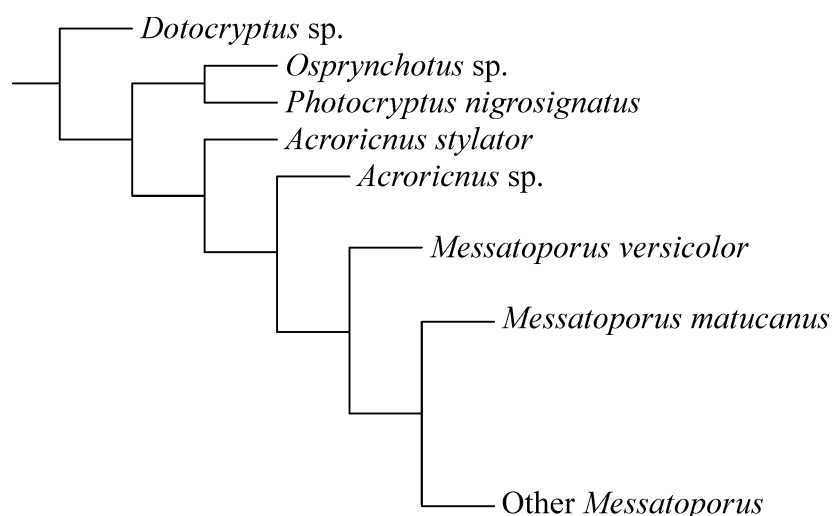 Dotocryptus sp.
Osprynchotus sp.
Photocryptus nigrosignatus
Acroricnus stylator
Acroricnus sp.
Messatoporus versicolor
Messatoporus matucanus
Other Messatoporus